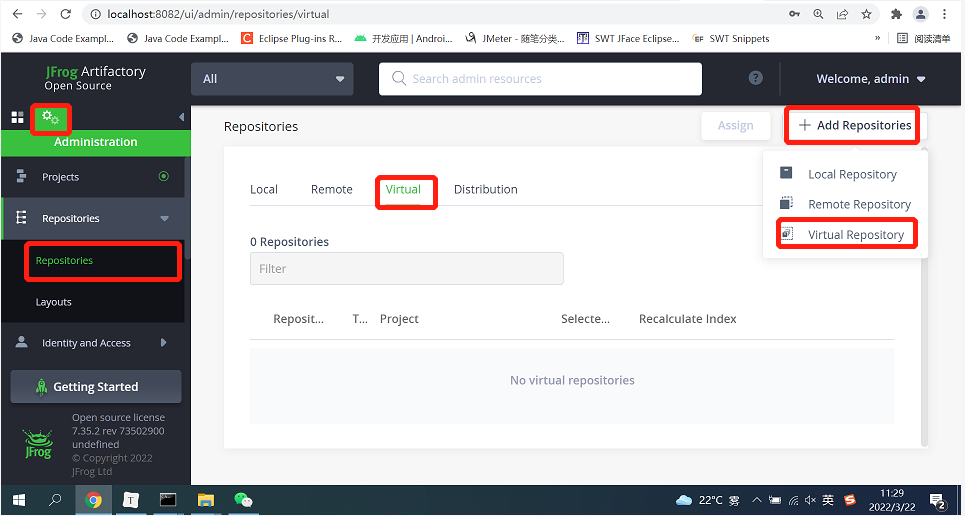 localhost:8082/ui/admin/repositories/virtual
Java Code Exampl...
Java Code Exampl...
Eclipse Plug-ins R...
开发应用 | Androi...
JMeter - 随笔分类...
SWT JFace Eclipse...
SWT Snippets
»
阅读清单
JFrog Artifactory
Open Source
All
Search admin resources
?
Welcome, admin
Administration
Projects
Repositories
Repositories
Layouts
Identity and Access
Getting Started
Open source license
7.35.2 rev 73502900
undefined
© Copyright 2022
JFrog Ltd
JFrog
Repositories
Assign
+ Add Repositories
Local Repository
Remote Repository
Virtual Repository
Local
Remote
Virtual
Distribution
0 Repositories
Filter
Reposit...
T...
Project
Selecte...
Recalculate Index
No virtual repositories
T
22°C 雾
英
11:29
2022/3/22
2